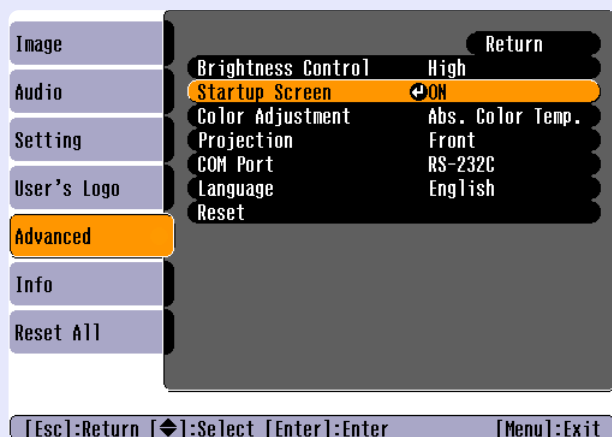 Image
Audio
Setting
User's Logo
Advanced
Info
Reset All
Return
Brightness Control High
Startup Screen ON
Color Adjustment Abs. Color Temp.
Projection Front
COM Port RS-232C
Language English
Reset
[Esc]:Return [◆]:Select [Enter]:Enter [Menu]:Exit